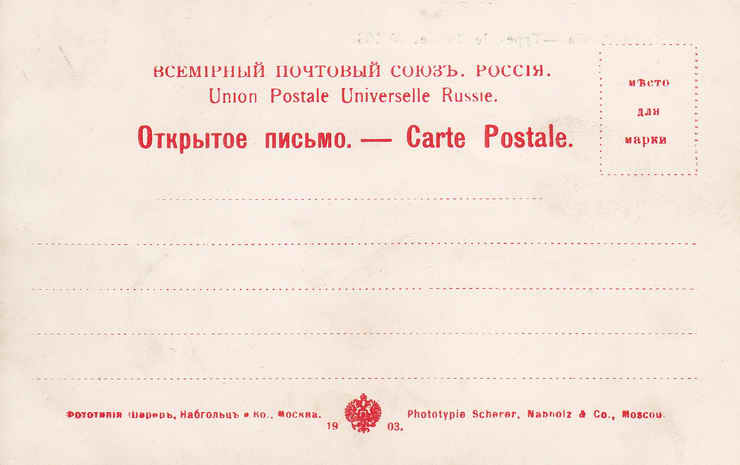 ВСЕМІРНЫЙ ПОЧТОВЫЙ СОЮЗЪ. РОССІЯ.
Union Postale Universelle Russie.
Открытое письмо. — Carte Postale.
мѣсто
для
марки
Фототипія Шереръ, Набгольцъ и Ко., Москва.
Phototypie Scherer, Nabholz & Co., Moscou.
19 03.